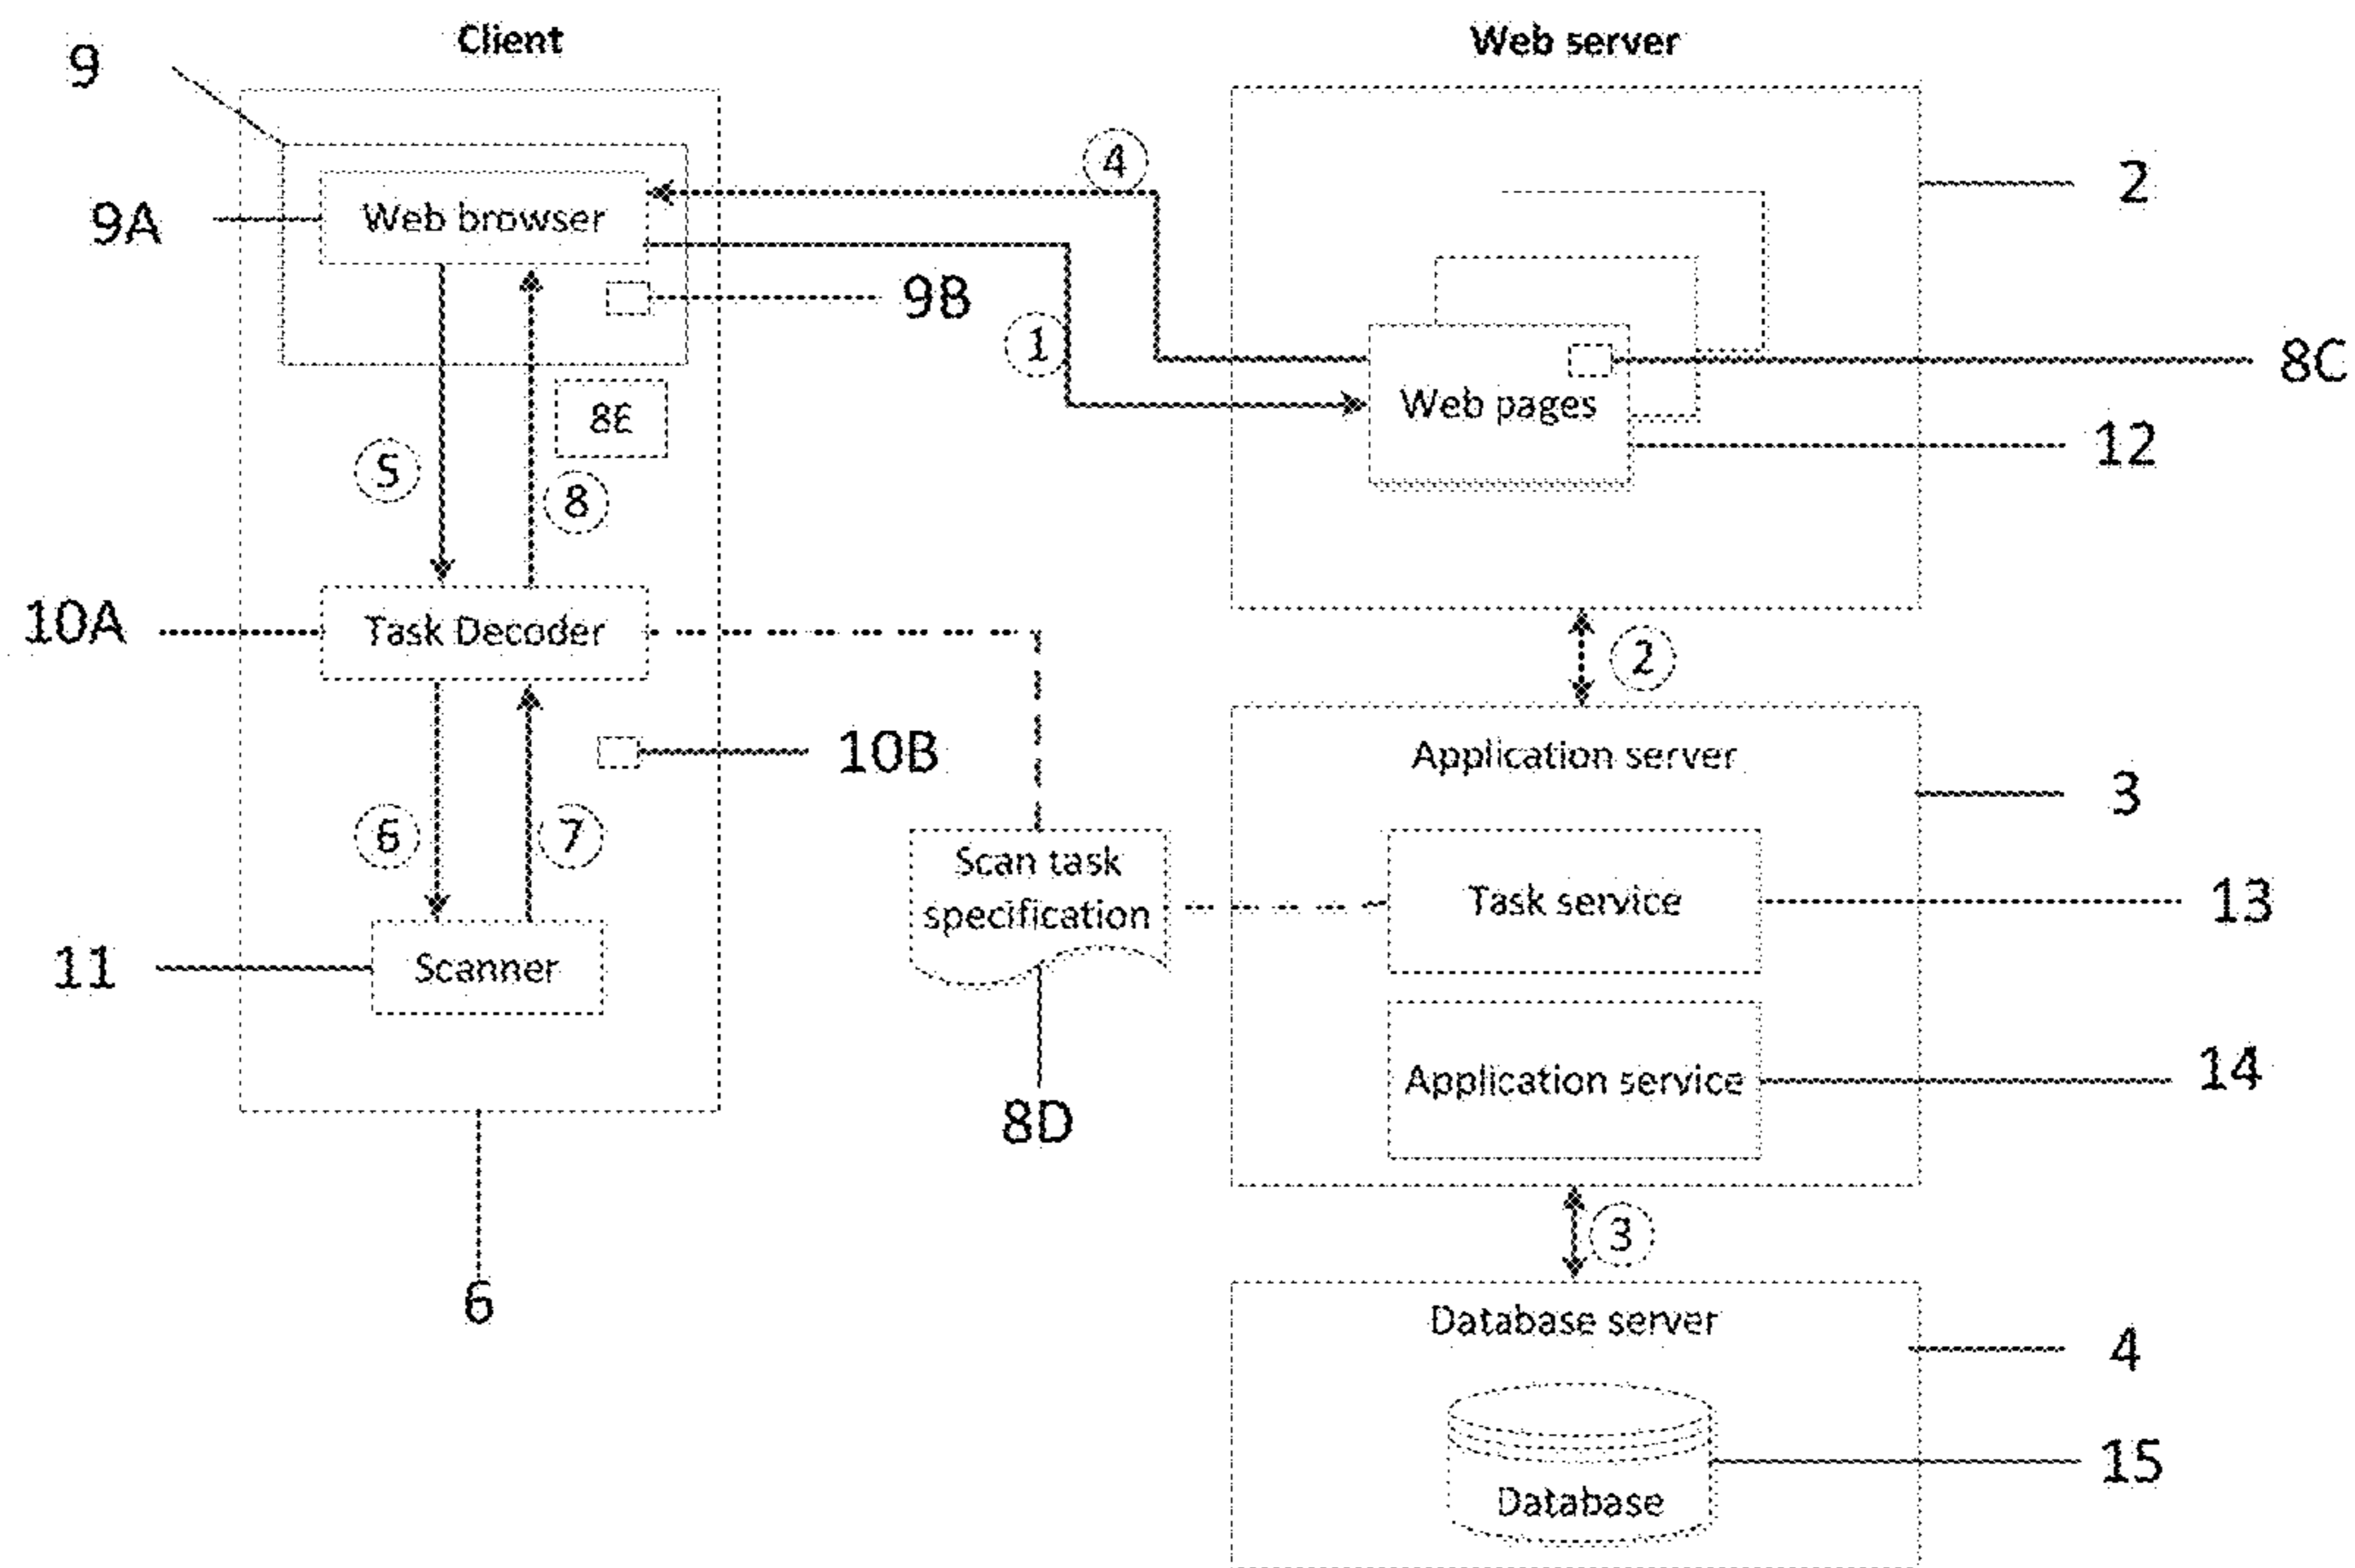 Client
Web server
9
4
2
9A
Web browser
9B
1
8C
8E
Web pages
12
5
8
10A
Task Decoder
2
10B
Application server
3
6
7
Scan task
specification
Task service
13
11
Scanner
8D
Application service
14
3
6
Database server
4
15
Database